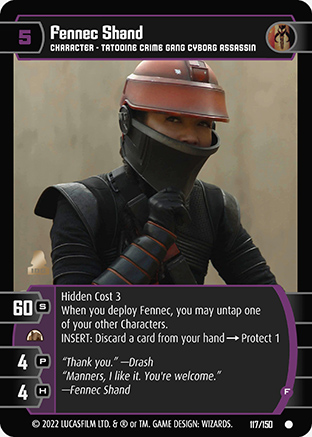 5
Fennec Shand
CHARACTER - TATOOINE CRIME GANG CYBORG ASSASSIN
60 S
Hidden Cost 3
When you deploy Fennec, you may untap one
of your other Characters.
INSERT: Discard a card from your hand → Protect 1
4 P
“Thank you.” —Drash
“Manners, I like it. You're welcome.”
—Fennec Shand
4 H
F
© 2022 LUCASFILM LTD. & ® or TM. GAME DESIGN: WIZARDS.
117/150